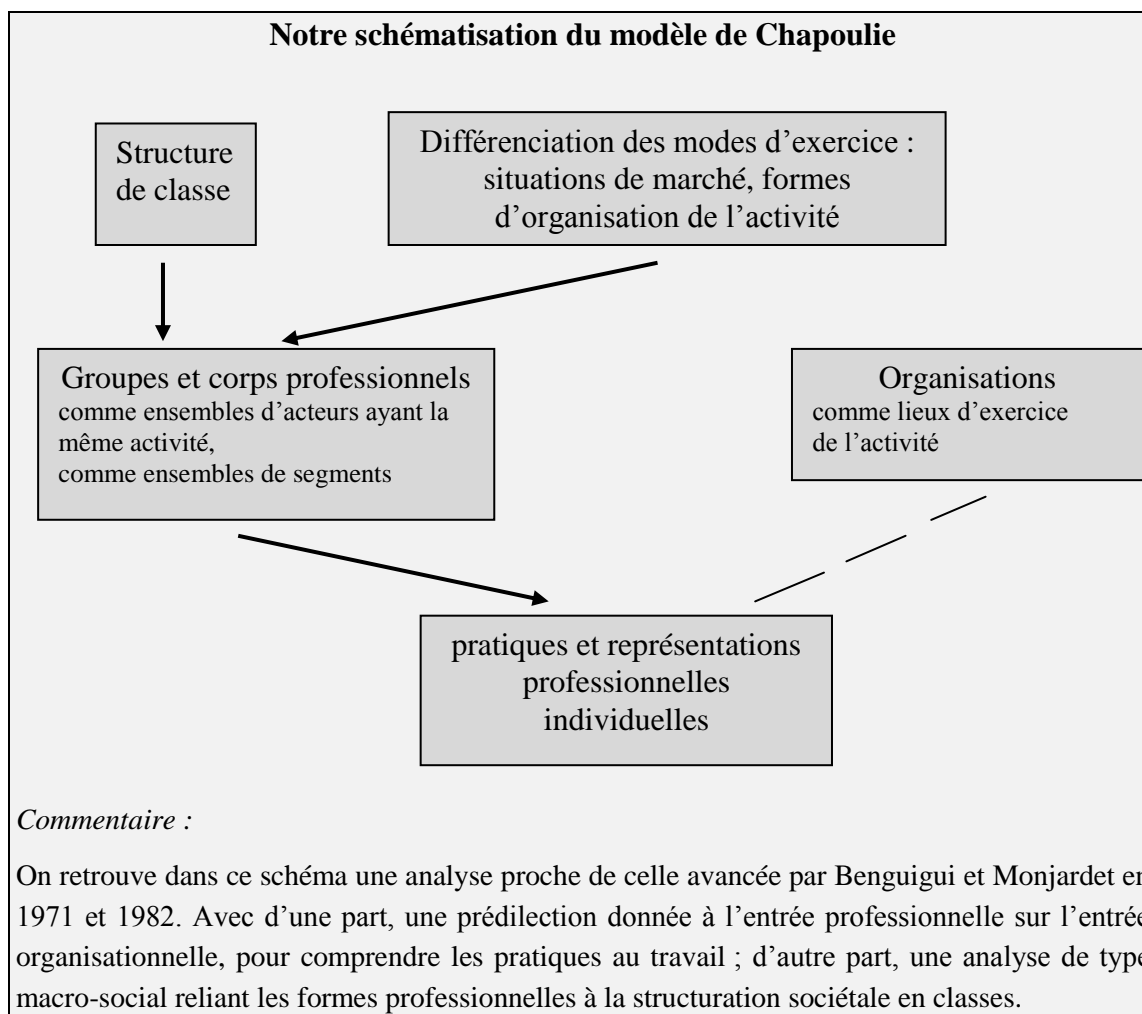 Notre schématisation du modèle de Chapoulie
Structure
de classe
Différenciation des modes d’exercice :
situations de marché, formes
d’organisation de l’activité
Groupes et corps professionnels
comme ensembles d’acteurs ayant la
même activité,
comme ensembles de segments
Organisations
comme lieux d’exercice
de l’activité
pratiques et représentations
professionnelles
individuelles
Commentaire :
On retrouve dans ce schéma une analyse proche de celle avancée par Benguigui et Monjardet en
1971 et 1982. Avec d’une part, une prédilection donnée à l’entrée professionnelle sur l’entrée
organisationnelle, pour comprendre les pratiques au travail ; d’autre part, une analyse de type
macro-social reliant les formes professionnelles à la structuration sociétale en classes.